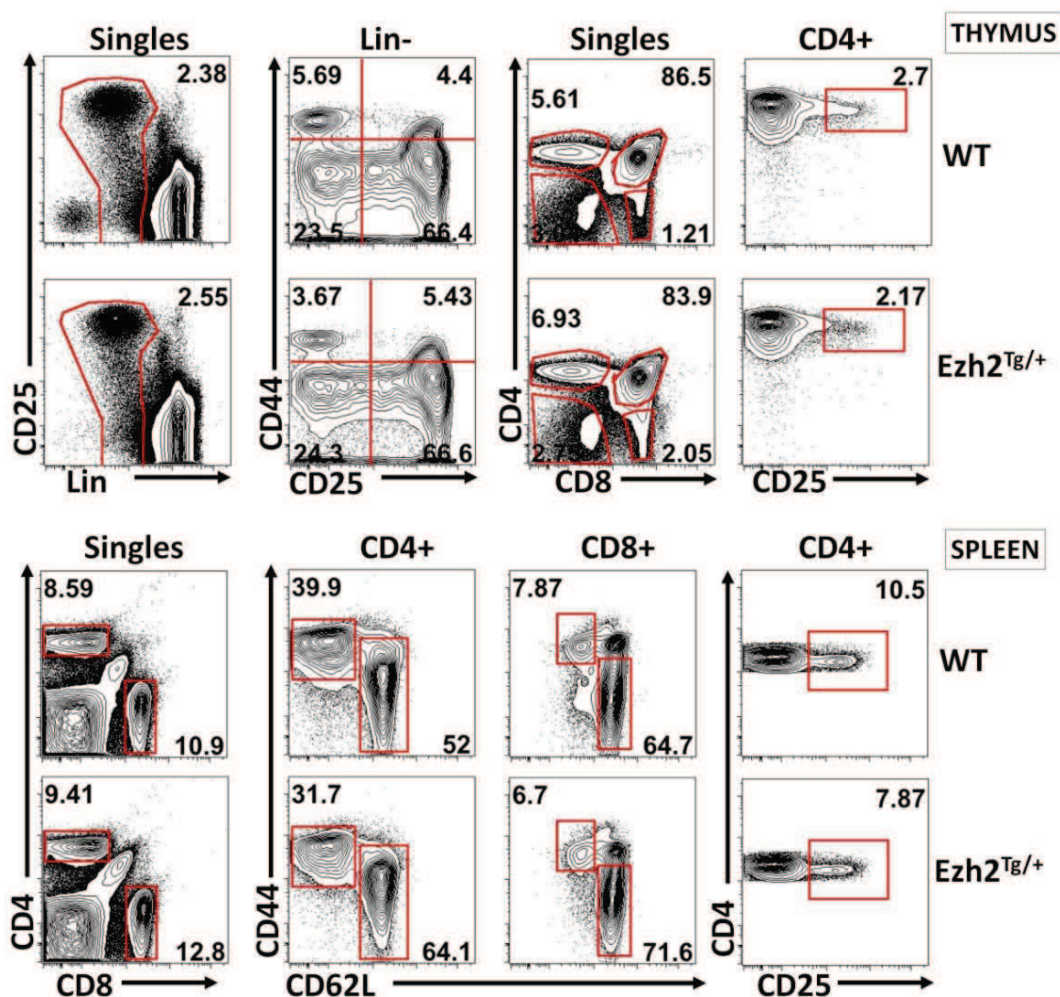 Singles Lin- Singles CD4+ THYMUS
2.38 5.69 4.4 86.5 2.7
5.61
WT
23.5 66.4 3 1.21
2.55 3.67 5.43 83.9 2.17
6.93
Ezh2Tg/+
CD25 CD44 CD4
24.3 66.6 2.7 2.05
Lin CD25 CD8 CD25
Singles CD4+ CD8+ CD4+ SPLEEN
8.59 39.9 7.87 10.5
WT
10.9 52 64.7
9.41 31.7 6.7 7.87
Ezh2Tg/+
CD4 CD44 CD4
12.8 64.1 71.6
CD8 CD62L CD25